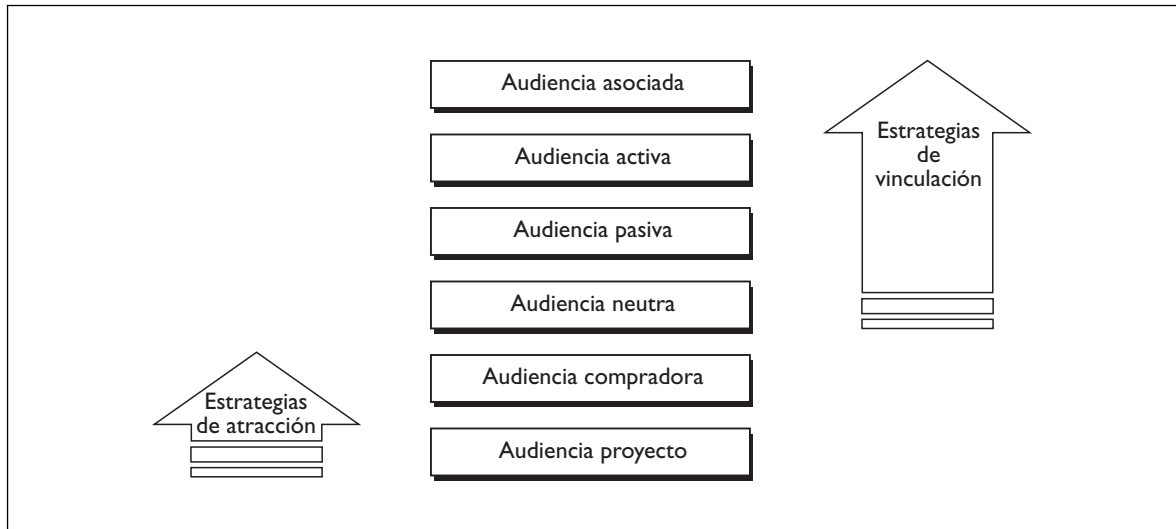 Audiencia asociada
Audiencia activa
Audiencia pasiva
Audiencia neutra
Audiencia compradora
Audiencia proyecto
Estrategias
de
vinculación
Estrategias
de atracción